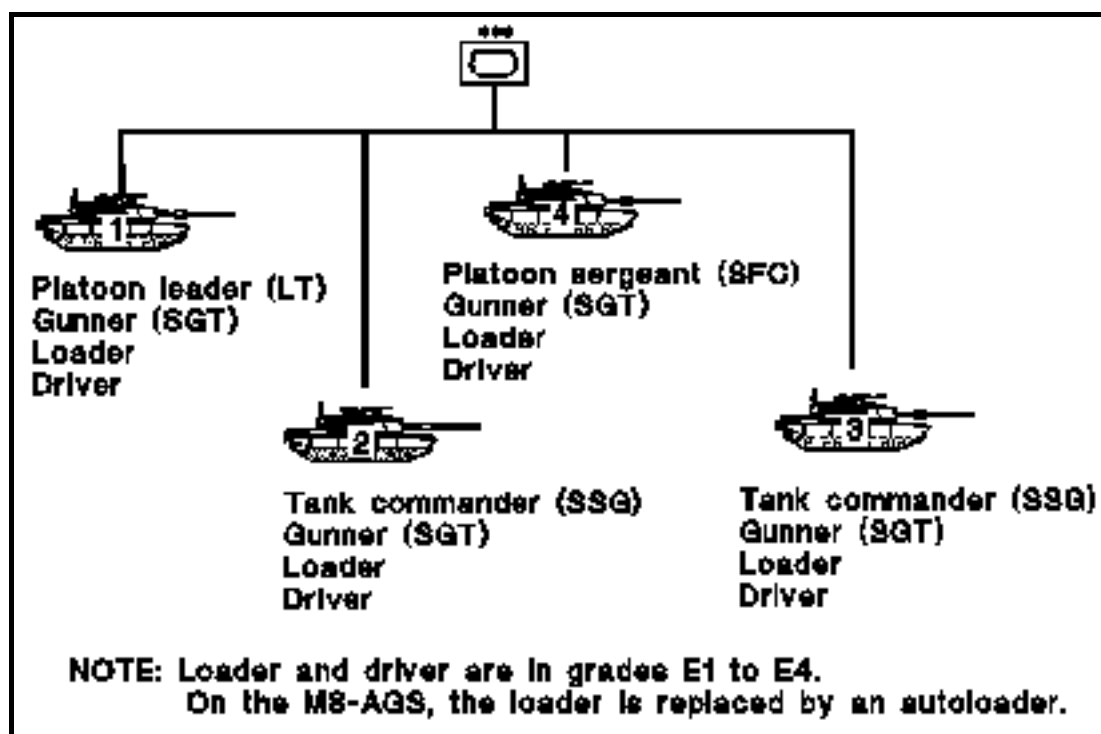 1
Platoon leader (LT)
Gunner (SGT)
Loader
Driver
4
Platoon sergeant (SFC)
Gunner (SGT)
Loader
Driver
2
Tank commander (SSG)
Gunner (SGT)
Loader
Driver
3
Tank commander (SSG)
Gunner (SGT)
Loader
Driver
NOTE: Loader and driver are in grades E1 to E4.
On the M8-AGS, the loader is replaced by an autoloader.